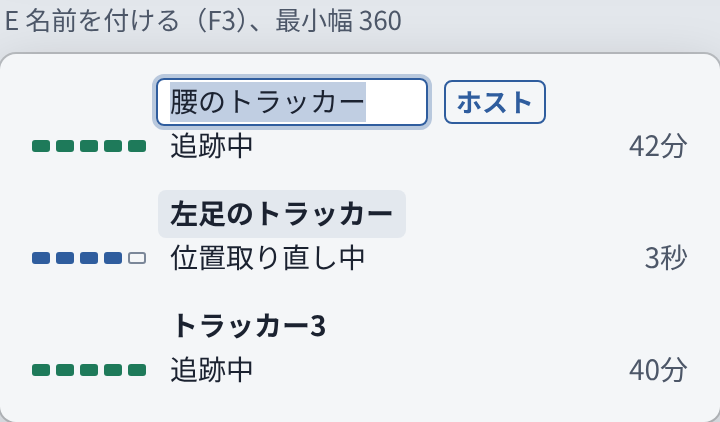 E 名前を付ける（F3）、最小幅 360
腰のトラッカー ホスト
追跡中 42分
左足のトラッカー
位置取り直し中 3秒
トラッカー3
追跡中 40分